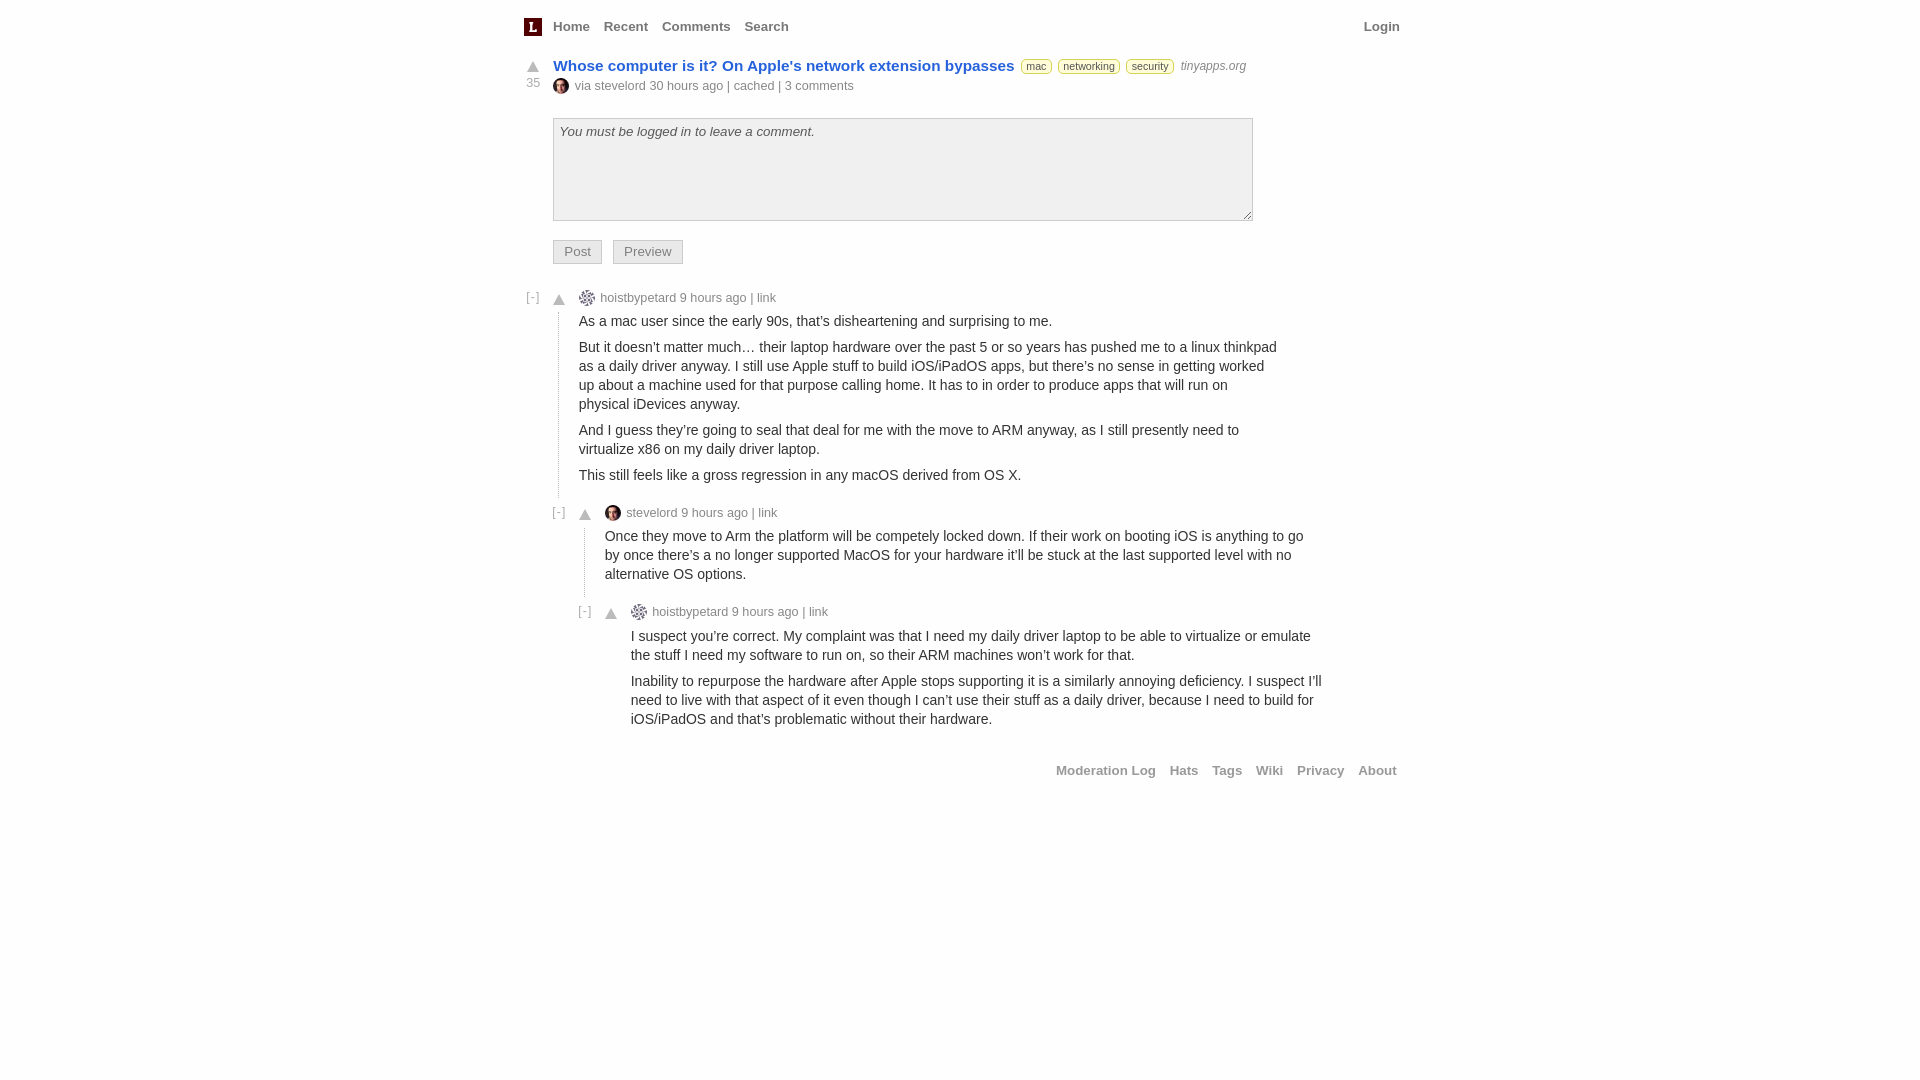 L Home Recent Comments Search Login
Whose computer is it? On Apple's network extension bypasses mac networking security tinyapps.org
35
via stevelord 30 hours ago | cached | 3 comments
You must be logged in to leave a comment.
Post Preview
[-] hoistbypetard 9 hours ago | link
As a mac user since the early 90s, that’s disheartening and surprising to me.
But it doesn’t matter much… their laptop hardware over the past 5 or so years has pushed me to a linux thinkpad
as a daily driver anyway. I still use Apple stuff to build iOS/iPadOS apps, but there’s no sense in getting worked
up about a machine used for that purpose calling home. It has to in order to produce apps that will run on
physical iDevices anyway.
And I guess they’re going to seal that deal for me with the move to ARM anyway, as I still presently need to
virtualize x86 on my daily driver laptop.
This still feels like a gross regression in any macOS derived from OS X.
[-] stevelord 9 hours ago | link
Once they move to Arm the platform will be competely locked down. If their work on booting iOS is anything to go
by once there’s a no longer supported MacOS for your hardware it’ll be stuck at the last supported level with no
alternative OS options.
[-] hoistbypetard 9 hours ago | link
I suspect you’re correct. My complaint was that I need my daily driver laptop to be able to virtualize or emulate
the stuff I need my software to run on, so their ARM machines won’t work for that.
Inability to repurpose the hardware after Apple stops supporting it is a similarly annoying deficiency. I suspect I’ll
need to live with that aspect of it even though I can’t use their stuff as a daily driver, because I need to build for
iOS/iPadOS and that’s problematic without their hardware.
Moderation Log Hats Tags Wiki Privacy About